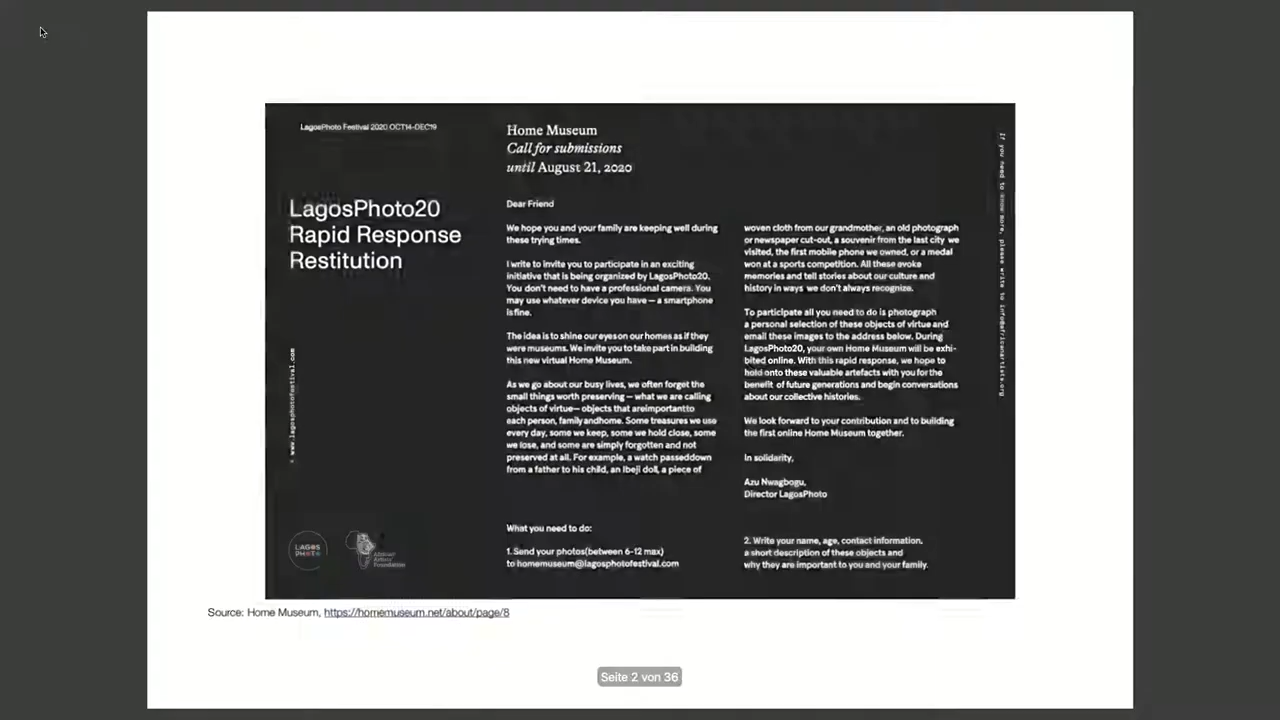 LagosPhoto Festival 2020 OCT14-DEC19
LagosPhoto20
Rapid Response
Restitution
+ www.lagosphotofestival.com
LAGOS
PHOTO
African
Artists'
Foundation
Home Museum
Call for submissions
until August 21, 2020
Dear Friend
We hope you and your family are keeping well during
these trying times.
I write to invite you to participate in an exciting
initiative that is being organized by LagosPhoto20.
You don't need to have a professional camera. You
may use whatever device you have — a smartphone
is fine.
The idea is to shine our eyes on our homes as if they
were museums. We invite you to take part in building
this new virtual Home Museum.
As we go about our busy lives, we often forget the
small things worth preserving — what we are calling
objects of virtue— objects that areimportantto
each person, familyandhome. Some treasures we use
every day, some we keep, some we hold close, some
we lose, and some are simply forgotten and not
preserved at all. For example, a watch passeddown
from a father to his child, an Ibeji doll, a piece of
woven cloth from our grandmother, an old photograph
or newspaper cut-out, a souvenir from the last city we
visited, the first mobile phone we owned, or a medal
won at a sports competition. All these evoke
memories and tell stories about our culture and
history in ways we don't always recognize.
To participate all you need to do is photograph
a personal selection of these objects of virtue and
email these images to the address below. During
LagosPhoto20, your own Home Museum will be exhi-
bited online. With this rapid response, we hope to
hold onto these valuable artefacts with you for the
benefit of future generations and begin conversations
about our collective histories.
We look forward to your contribution and to building
the first online Home Museum together.
In solidarity,
Azu Nwagbogu,
Director LagosPhoto
What you need to do:
1. Send your photos(between 6-12 max)
to homemuseum@lagosphotofestival.com
2. Write your name, age, contact information,
a short description of these objects and
why they are important to you and your family.
If you need to know more, please write to info@africanartists.org
Source: Home Museum, https://homemuseum.net/about/page/8
Seite 2 von 36